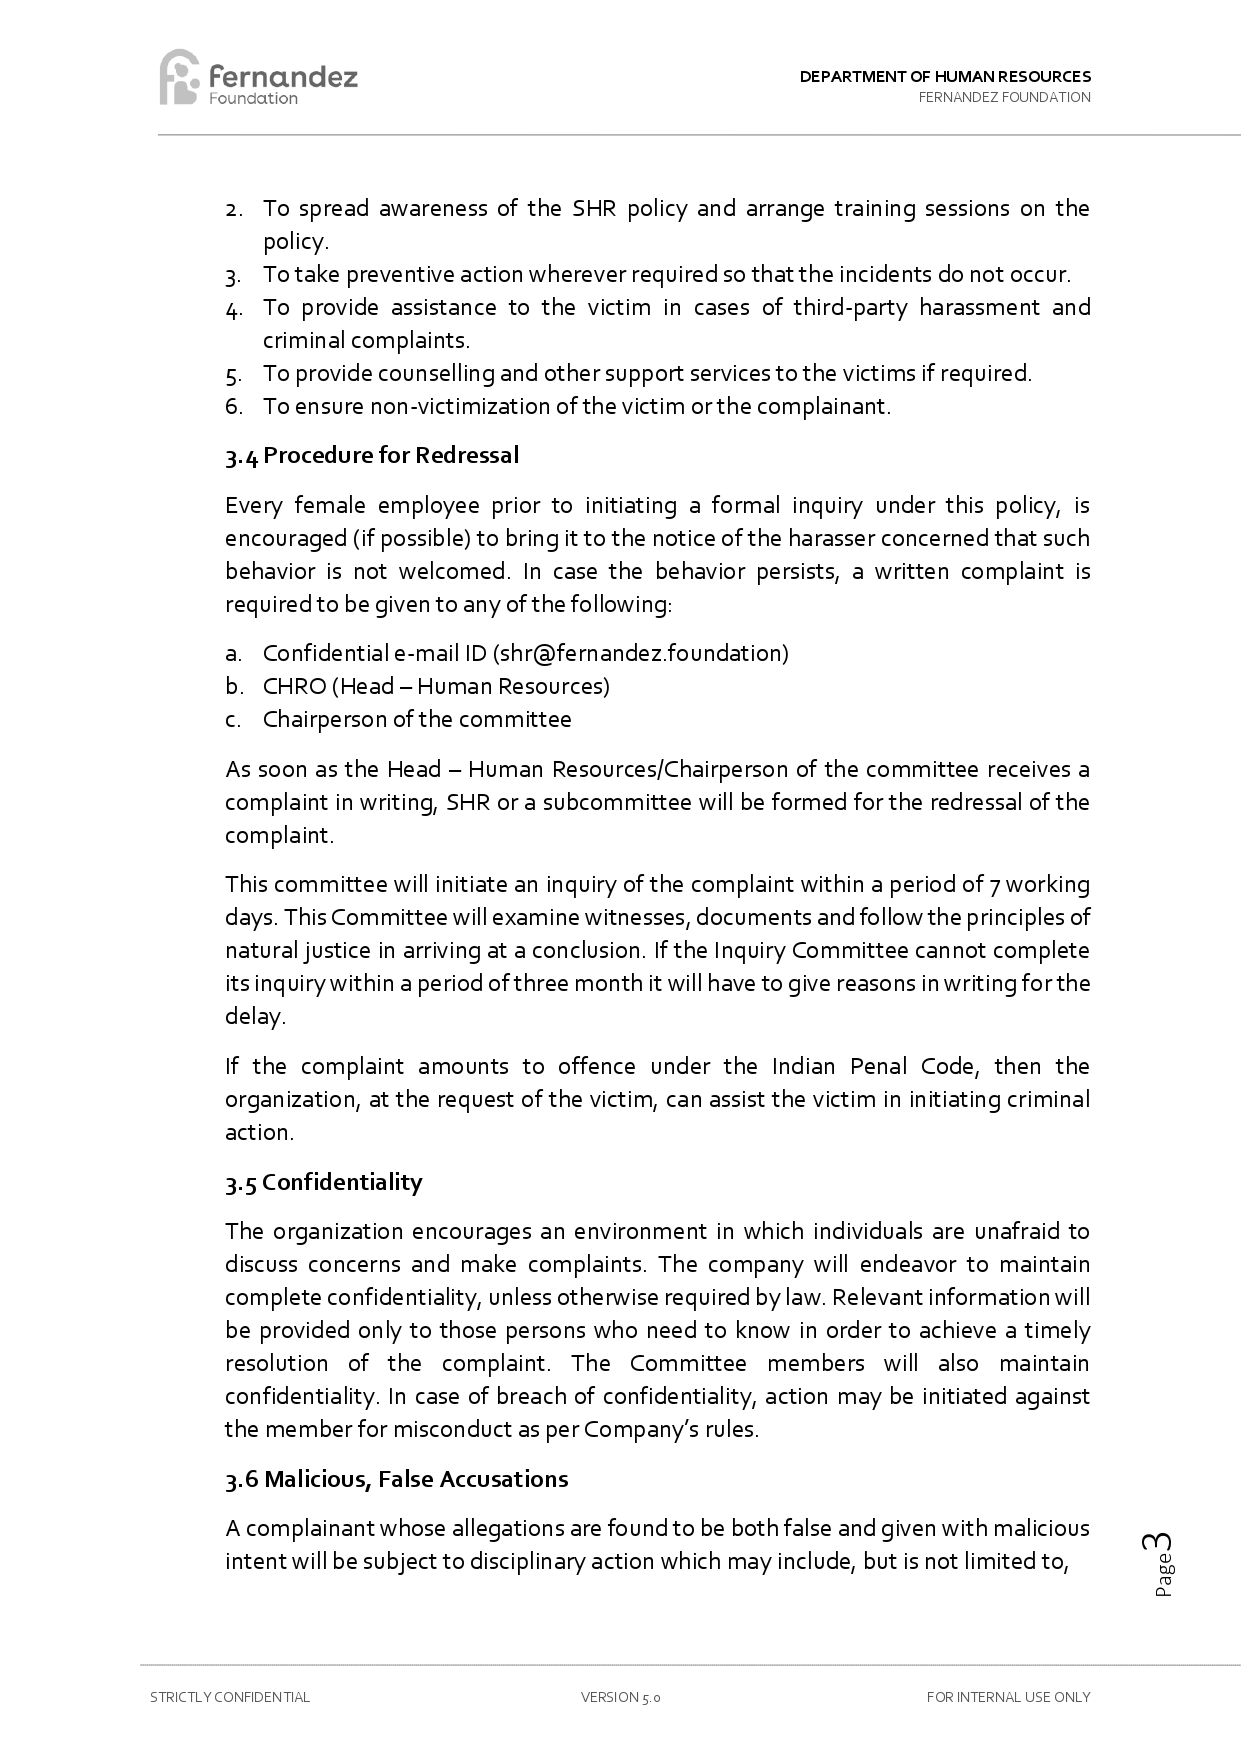 fernandez
Foundation
DEPARTMENT OF HUMAN RESOURCES
FERNANDEZ FOUNDATION
2. To spread awareness of the SHR policy and arrange training sessions on the
policy.
3. To take preventive action wherever required so that the incidents do not occur.
4. To provide assistance to the victim in cases of third-party harassment and
criminal complaints.
5. To provide counselling and other support services to the victims if required.
6. To ensure non-victimization of the victim or the complainant.
3.4 Procedure for Redressal
Every female employee prior to initiating a formal inquiry under this policy, is
encouraged (if possible) to bring it to the notice of the harasser concerned that such
behavior is not welcomed. In case the behavior persists, a written complaint is
required to be given to any of the following:
a. Confidential e-mail ID (shr@fernandez.foundation)
b. CHRO (Head – Human Resources)
c. Chairperson of the committee
As soon as the Head – Human Resources/Chairperson of the committee receives a
complaint in writing, SHR or a subcommittee will be formed for the redressal of the
complaint.
This committee will initiate an inquiry of the complaint within a period of 7 working
days. This Committee will examine witnesses, documents and follow the principles of
natural justice in arriving at a conclusion. If the Inquiry Committee cannot complete
its inquiry within a period of three month it will have to give reasons in writing for the
delay.
If the complaint amounts to offence under the Indian Penal Code, then the
organization, at the request of the victim, can assist the victim in initiating criminal
action.
3.5 Confidentiality
The organization encourages an environment in which individuals are unafraid to
discuss concerns and make complaints. The company will endeavor to maintain
complete confidentiality, unless otherwise required by law. Relevant information will
be provided only to those persons who need to know in order to achieve a timely
resolution of the complaint. The Committee members will also maintain
confidentiality. In case of breach of confidentiality, action may be initiated against
the member for misconduct as per Company’s rules.
3.6 Malicious, False Accusations
A complainant whose allegations are found to be both false and given with malicious
intent will be subject to disciplinary action which may include, but is not limited to,
Page3
STRICTLY CONFIDENTIAL
VERSION 5.0
FOR INTERNAL USE ONLY